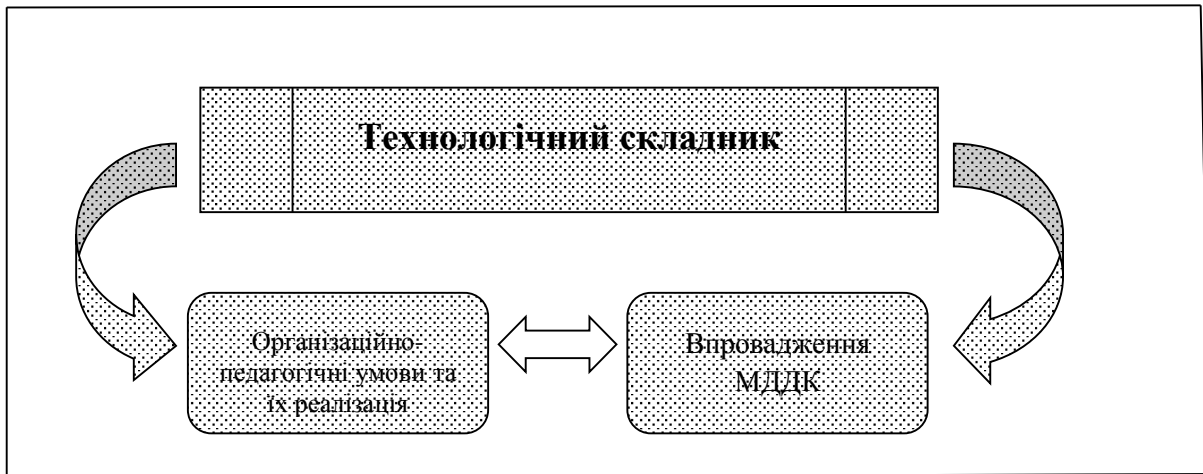 Технологічний складник
Організаційно-
педагогічні умови та
їх реалізація
Впровадження
МДДК